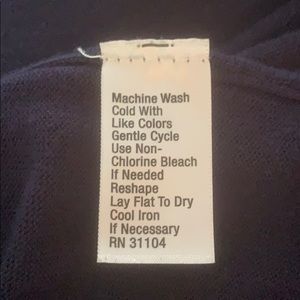 Machine Wash
Cold With
Like Colors
Gentle Cycle
Use Non-
Chlorine Bleach
If Needed
Reshape
Lay Flat To Dry
Cool Iron
If Necessary
RN 31104